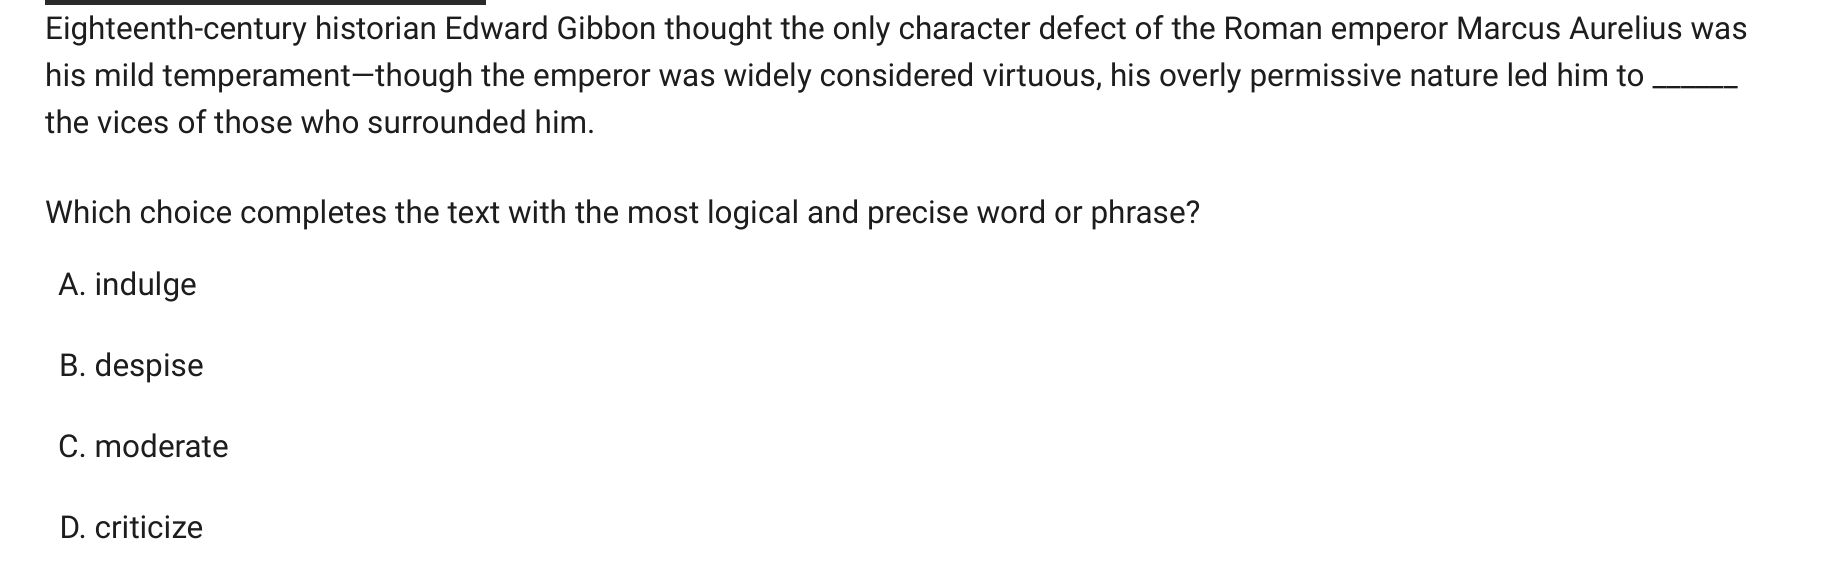 Eighteenth-century historian Edward Gibbon thought the only character defect of the Roman emperor Marcus Aurelius was
his mild temperament—though the emperor was widely considered virtuous, his overly permissive nature led him to ______
the vices of those who surrounded him.
Which choice completes the text with the most logical and precise word or phrase?
A. indulge
B. despise
C. moderate
D. criticize